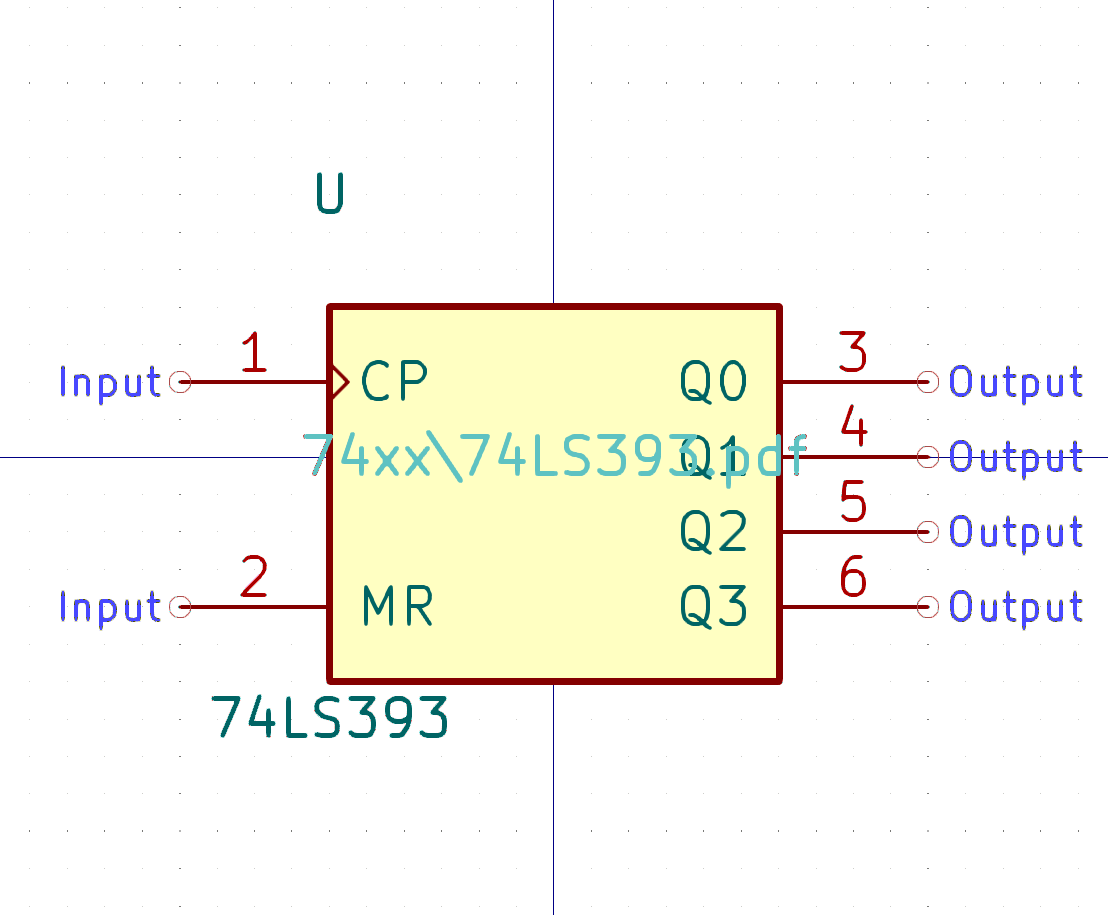 U
1
3
Input
CP
Q0
Output
4
74xx\74LS393.pdf
Q1
Output
5
Q2
Output
2
6
Input
MR
Q3
Output
74LS393